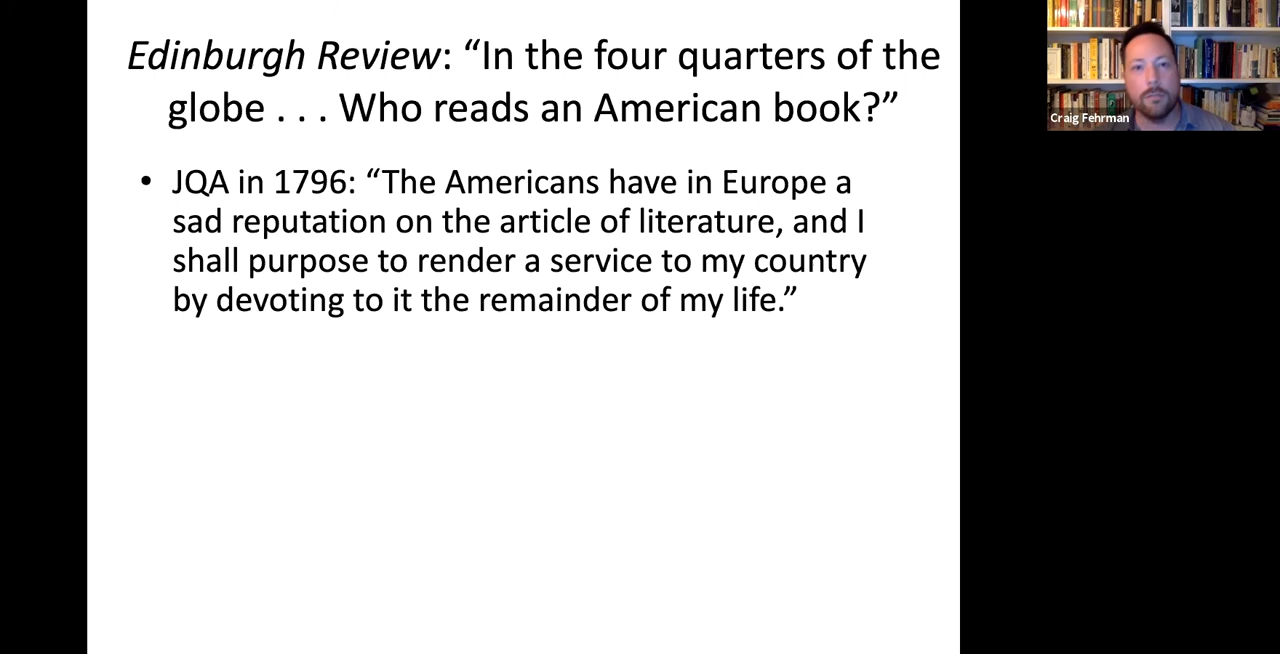 Edinburgh Review: “In the four quarters of the
globe . . . Who reads an American book?”
• JQA in 1796: “The Americans have in Europe a
sad reputation on the article of literature, and I
shall purpose to render a service to my country
by devoting to it the remainder of my life.”
Craig Fehrman